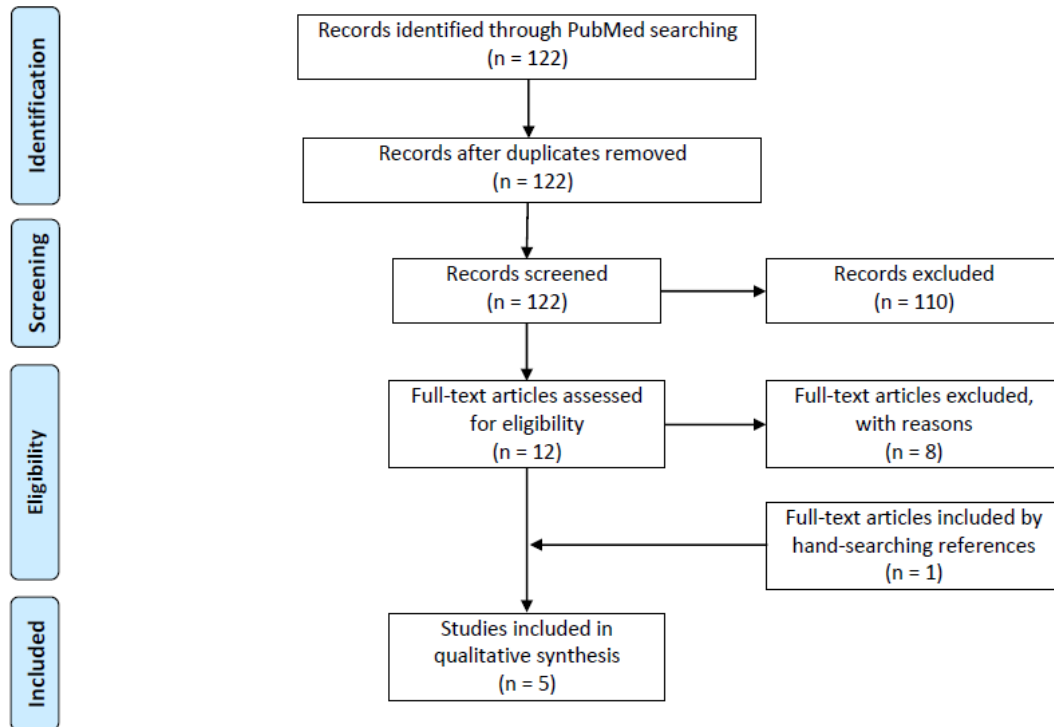 Identification
Records identified through PubMed searching
(n = 122)
Records after duplicates removed
(n = 122)
Screening
Records screened
(n = 122)
Records excluded
(n = 110)
Eligibility
Full-text articles assessed
for eligibility
(n = 12)
Full-text articles excluded,
with reasons
(n = 8)
Full-text articles included by
hand-searching references
(n = 1)
Included
Studies included in
qualitative synthesis
(n = 5)